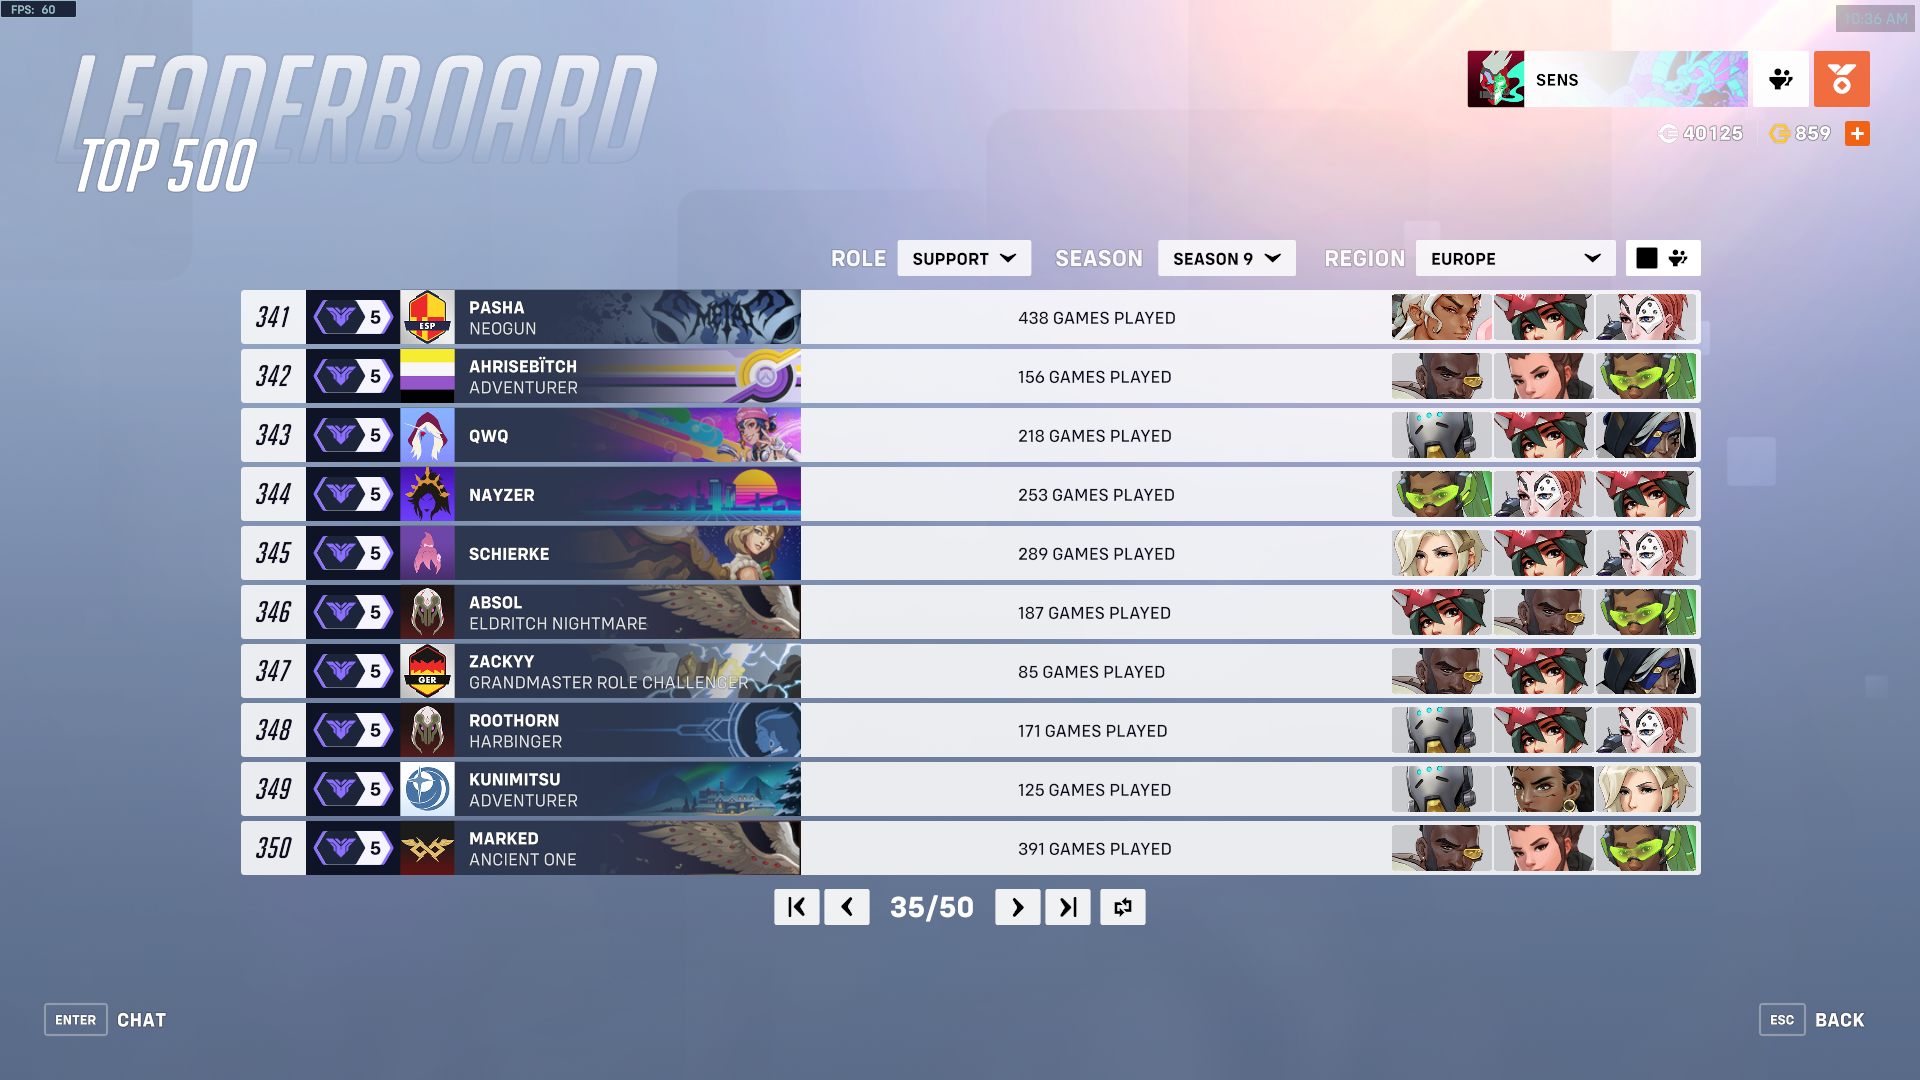 FPS: 60
10:36 AM
LEADERBOARD
TOP 500
SENS
40125
859
ROLE
SUPPORT
SEASON
SEASON 9
REGION
EUROPE
341
5
ESP
PASHA
NEOGUN
METAL
438 GAMES PLAYED
342
5
AHRISEBÏTCH
ADVENTURER
156 GAMES PLAYED
343
5
QWQ
218 GAMES PLAYED
344
5
NAYZER
253 GAMES PLAYED
345
5
SCHIERKE
289 GAMES PLAYED
346
5
ABSOL
ELDRITCH NIGHTMARE
187 GAMES PLAYED
347
5
GER
ZACKYY
GRANDMASTER ROLE CHALLENGER
85 GAMES PLAYED
348
5
ROOTHORN
HARBINGER
171 GAMES PLAYED
349
5
KUNIMITSU
ADVENTURER
125 GAMES PLAYED
350
5
MARKED
ANCIENT ONE
391 GAMES PLAYED
35/50
ENTER
CHAT
ESC
BACK